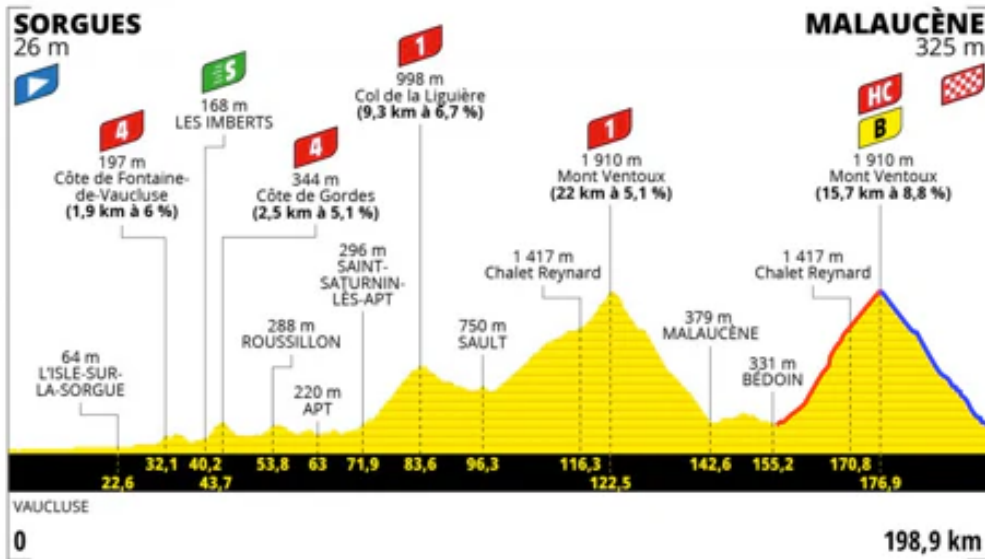 SORGUES
26 m
MALAUCÈNE
325 m
S
168 m
LES IMBERTS
1
998 m
Col de la Liguière
(9,3 km à 6,7 %)
4
197 m
Côte de Fontaine-
de-Vaucluse
(1,9 km à 6 %)
4
344 m
Côte de Gordes
(2,5 km à 5,1 %)
1
1 910 m
Mont Ventoux
(22 km à 5,1 %)
HC
B
1 910 m
Mont Ventoux
(15,7 km à 8,8 %)
296 m
SAINT-
SATURNIN-
LÈS-APT
1 417 m
Chalet Reynard
1 417 m
Chalet Reynard
64 m
L'ISLE-SUR-
LA-SORGUE
288 m
ROUSSILLON
220 m
APT
750 m
SAULT
379 m
MALAUCÈNE
331 m
BÉDOIN
32,1 40,2 53,8 63 71,9 83,6 96,3 116,3 142,6 155,2 170,8
22,6 43,7 122,5 176,9
VAUCLUSE
0 198,9 km